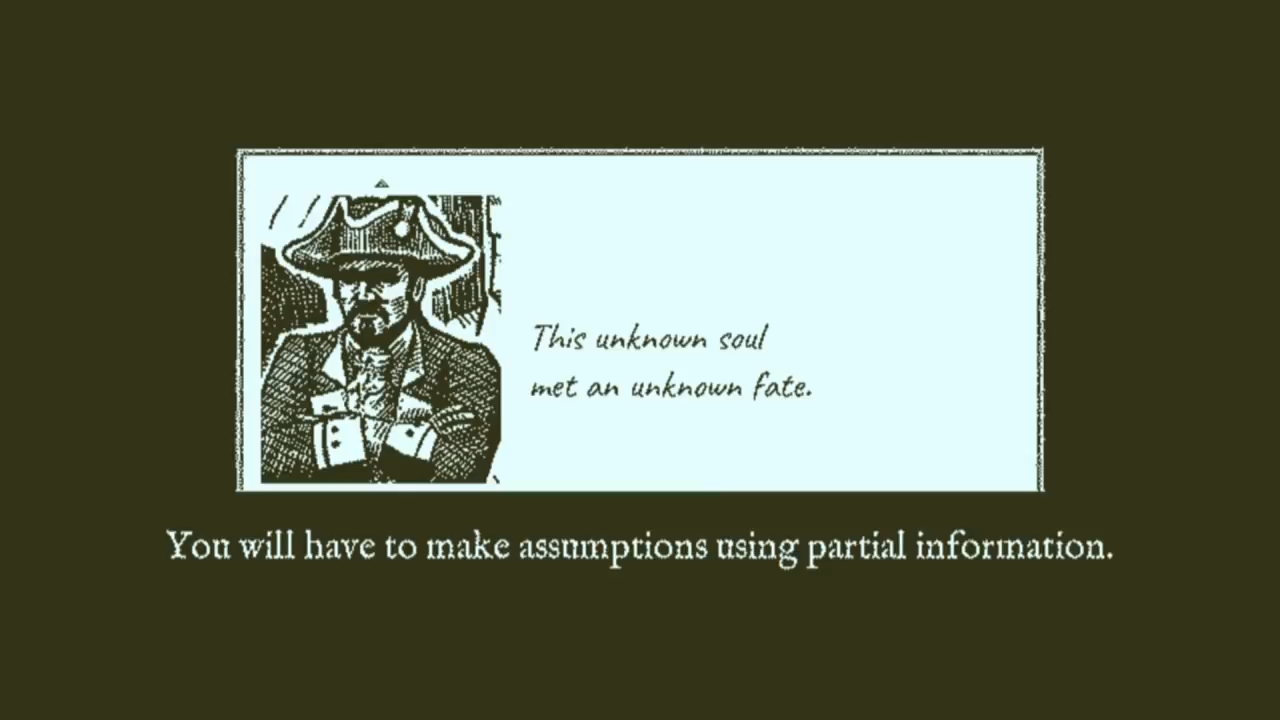 This unknown soul
met an unknown fate.
You will have to make assumptions using partial information.